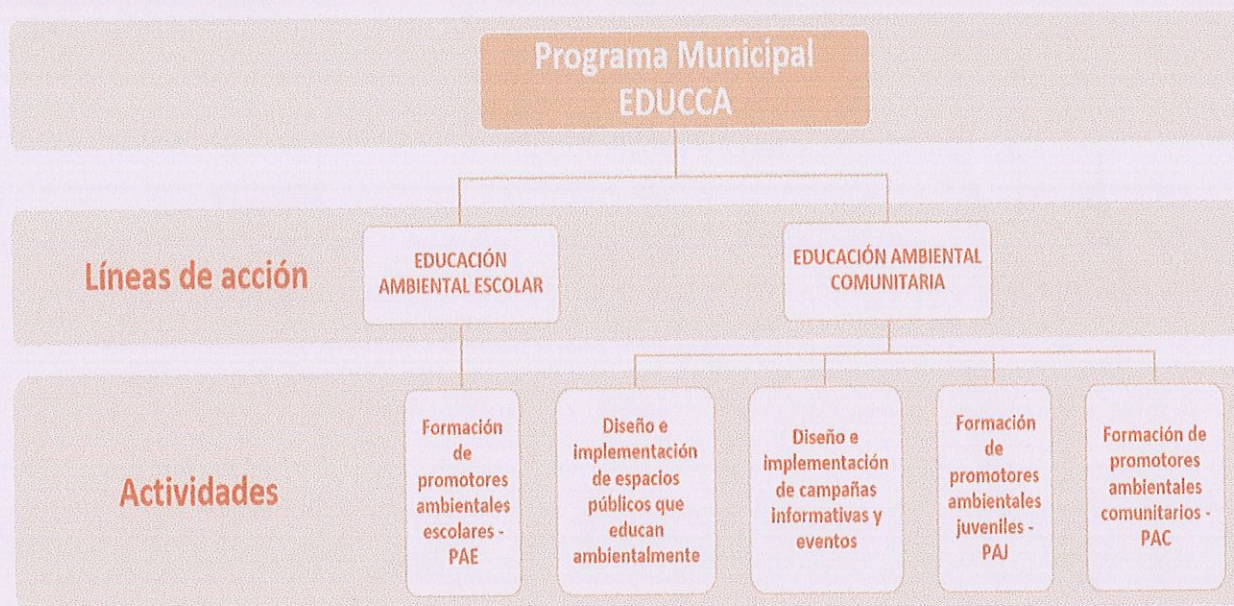 Programa Municipal
EDUCCA
Líneas de acción
EDUCACIÓN
AMBIENTAL ESCOLAR
EDUCACIÓN AMBIENTAL
COMUNITARIA
Actividades
Formación
de
promotores
ambientales
escolares -
PAE
Diseño e
implementación
de espacios
públicos que
educan
ambientalmente
Diseño e
implementación
de campañas
informativas y
eventos
Formación
de
promotores
ambientales
juveniles -
PAJ
Formación de
promotores
ambientales
comunitarios -
PAC